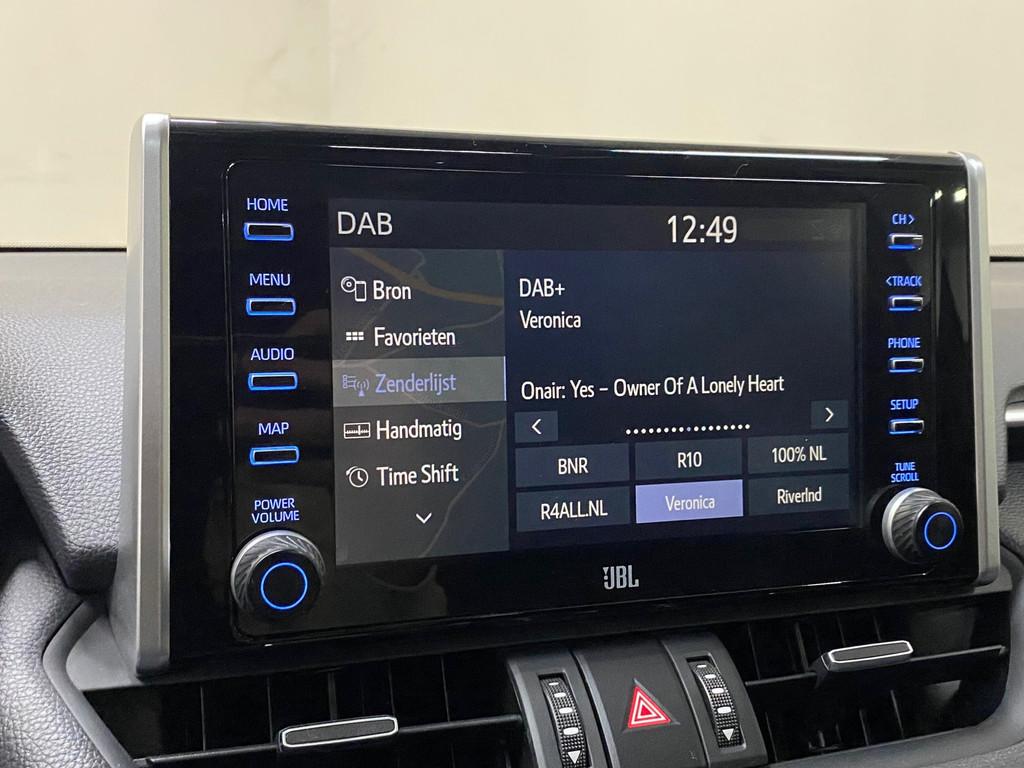 HOME
MENU
AUDIO
MAP
POWER
VOLUME
DAB
12:49
Bron
Favorieten
Zenderlijst
Handmatig
Time Shift
DAB+
Veronica
Onair: Yes – Owner Of A Lonely Heart
<
>
BNR
R10
100% NL
R4ALL.NL
Veronica
RiverInd
CH>
<TRACK
PHONE
SETUP
TUNE
SCROLL
JBL